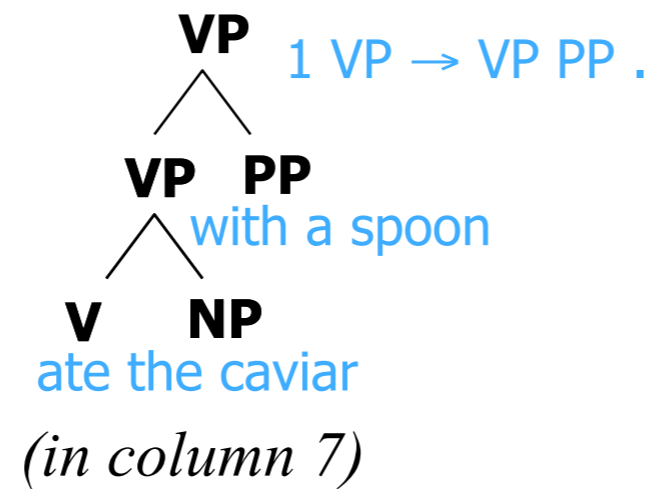 VP 1 VP → VP PP .
VP PP
with a spoon
V NP
ate the caviar
(in column 7)